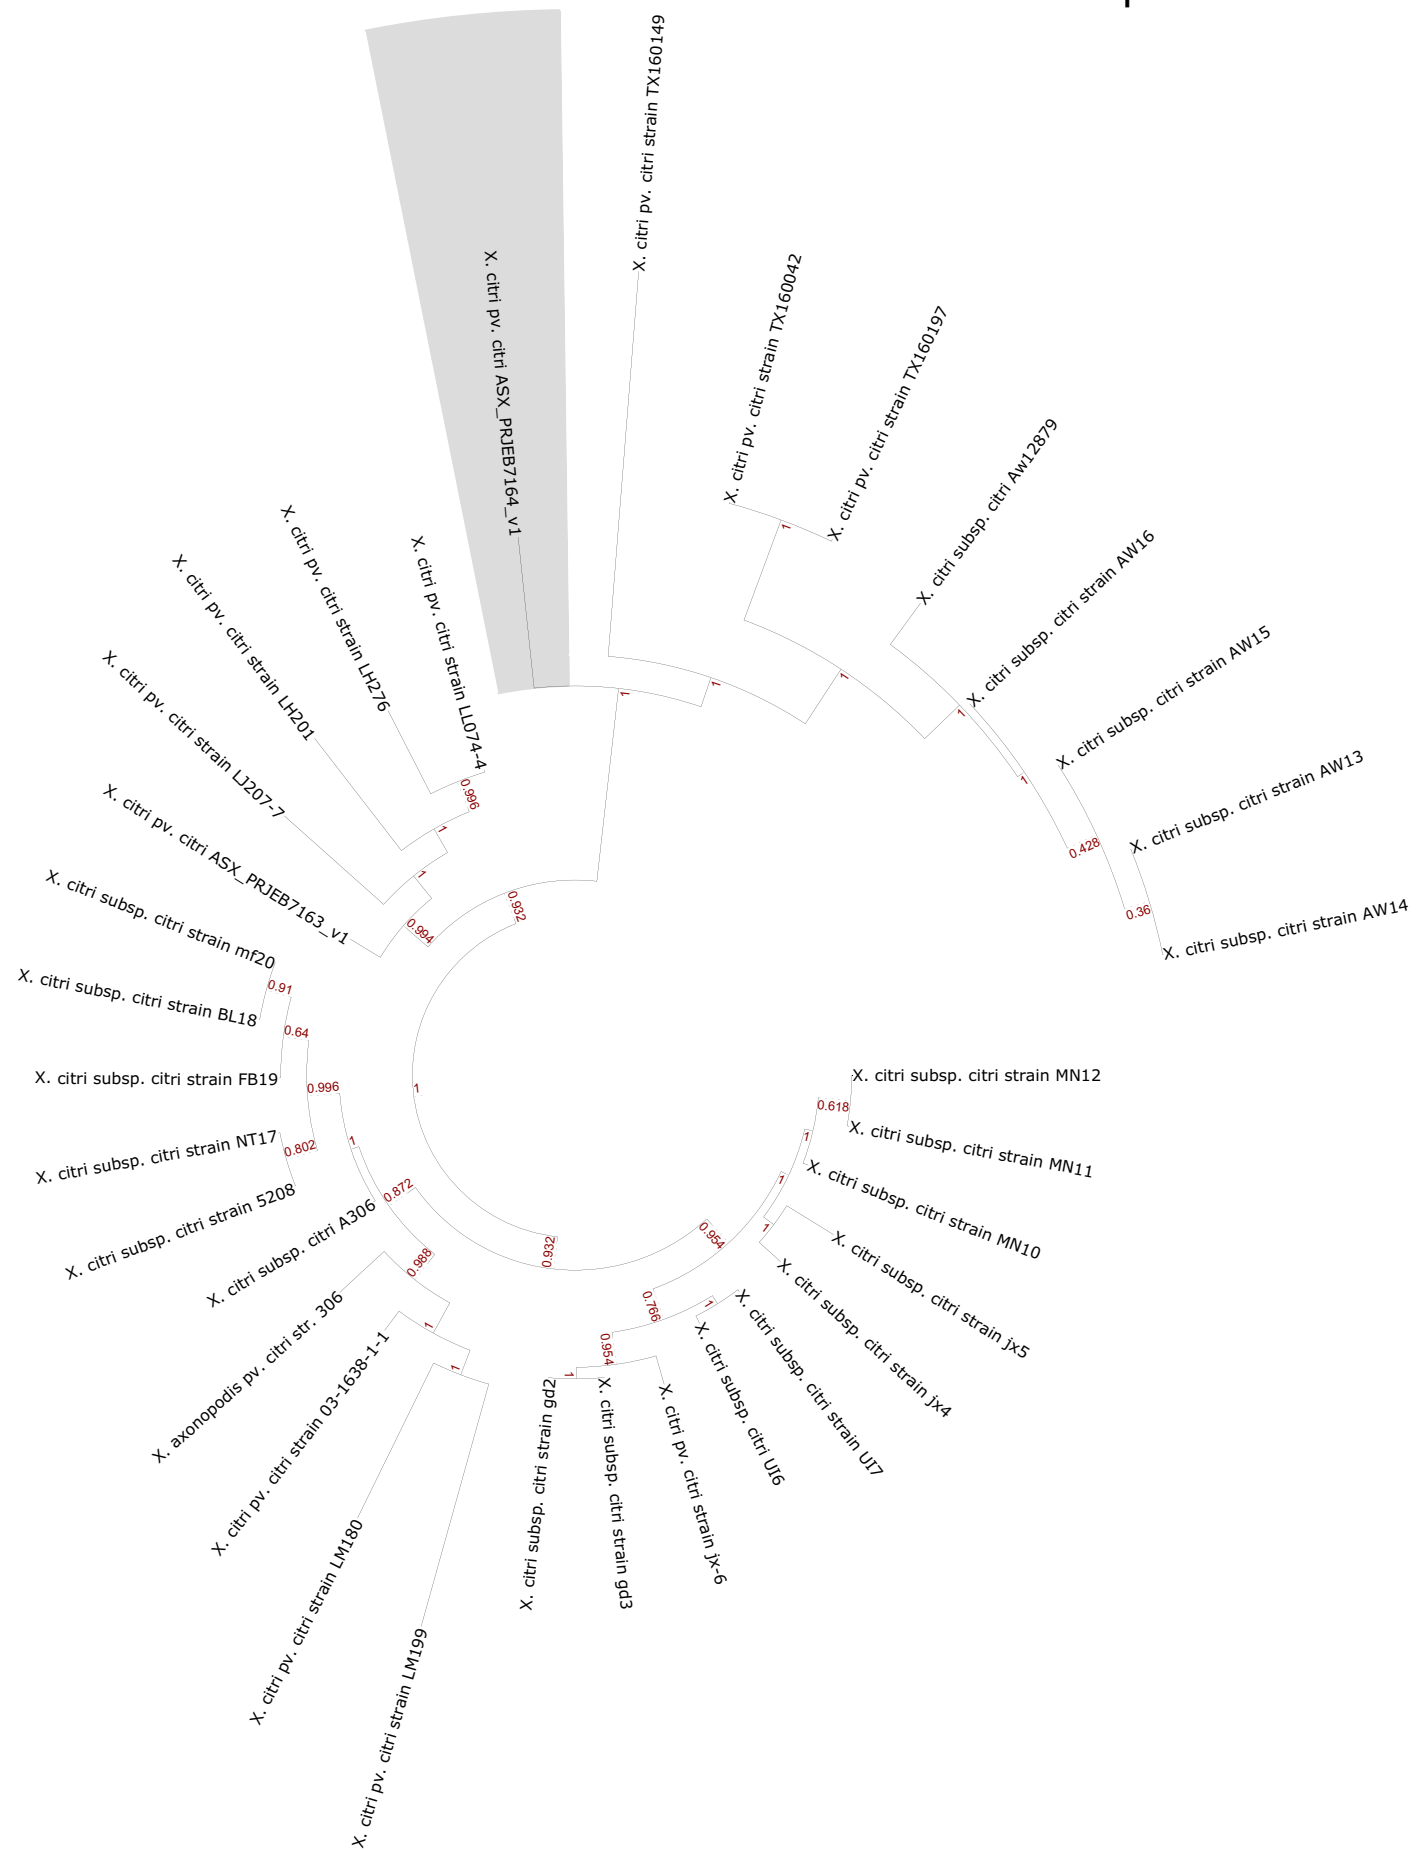 X. citri pv. citri strain TX160149
X. citri pv. citri strain TX160042
X. citri pv. citri strain TX160197
X. citri subsp. citri Aw12879
X. citri subsp. citri strain AW16
X. citri subsp. citri strain AW15
X. citri subsp. citri strain AW13
X. citri subsp. citri strain AW14
X. citri subsp. citri strain MN12
X. citri subsp. citri strain MN11
X. citri subsp. citri strain MN10
X. citri subsp. citri strain jx5
X. citri subsp. citri strain jx4
X. citri subsp. citri strain UI7
X. citri subsp. citri UI6
X. citri pv. citri strain jx-6
X. citri subsp. citri strain gd3
X. citri subsp. citri strain gd2
X. citri pv. citri strain LM199
X. citri pv. citri strain LM180
X. citri pv. citri strain 03-1638-1-1
X. axonopodis pv. citri str. 306
X. citri subsp. citri A306
X. citri subsp. citri strain 5208
X. citri subsp. citri strain NT17
X. citri subsp. citri strain FB19
X. citri subsp. citri strain BL18
X. citri subsp. citri strain mf20
X. citri pv. citri ASX_PRJEB7163_v1
X. citri pv. citri strain LJ207-7
X. citri pv. citri strain LH201
X. citri pv. citri strain LH276
X. citri pv. citri strain LL074-4
X. citri pv. citri ASX_PRJEB7164_v1
1
1
1
1
1
1
0.428
0.36
0.618
1
1
1
0.954
0.766
1
0.954
1
0.932
0.872
0.988
1
1
1
0.802
0.996
0.64
0.91
1
0.932
0.994
1
1
0.996